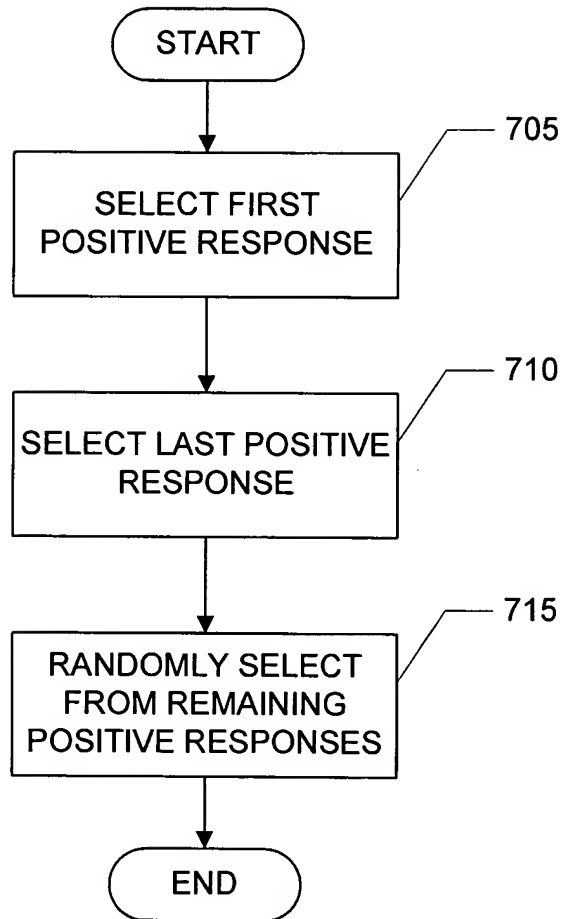 START
705
SELECT FIRST
POSITIVE RESPONSE
710
SELECT LAST POSITIVE
RESPONSE
715
RANDOMLY SELECT
FROM REMAINING
POSITIVE RESPONSES
END